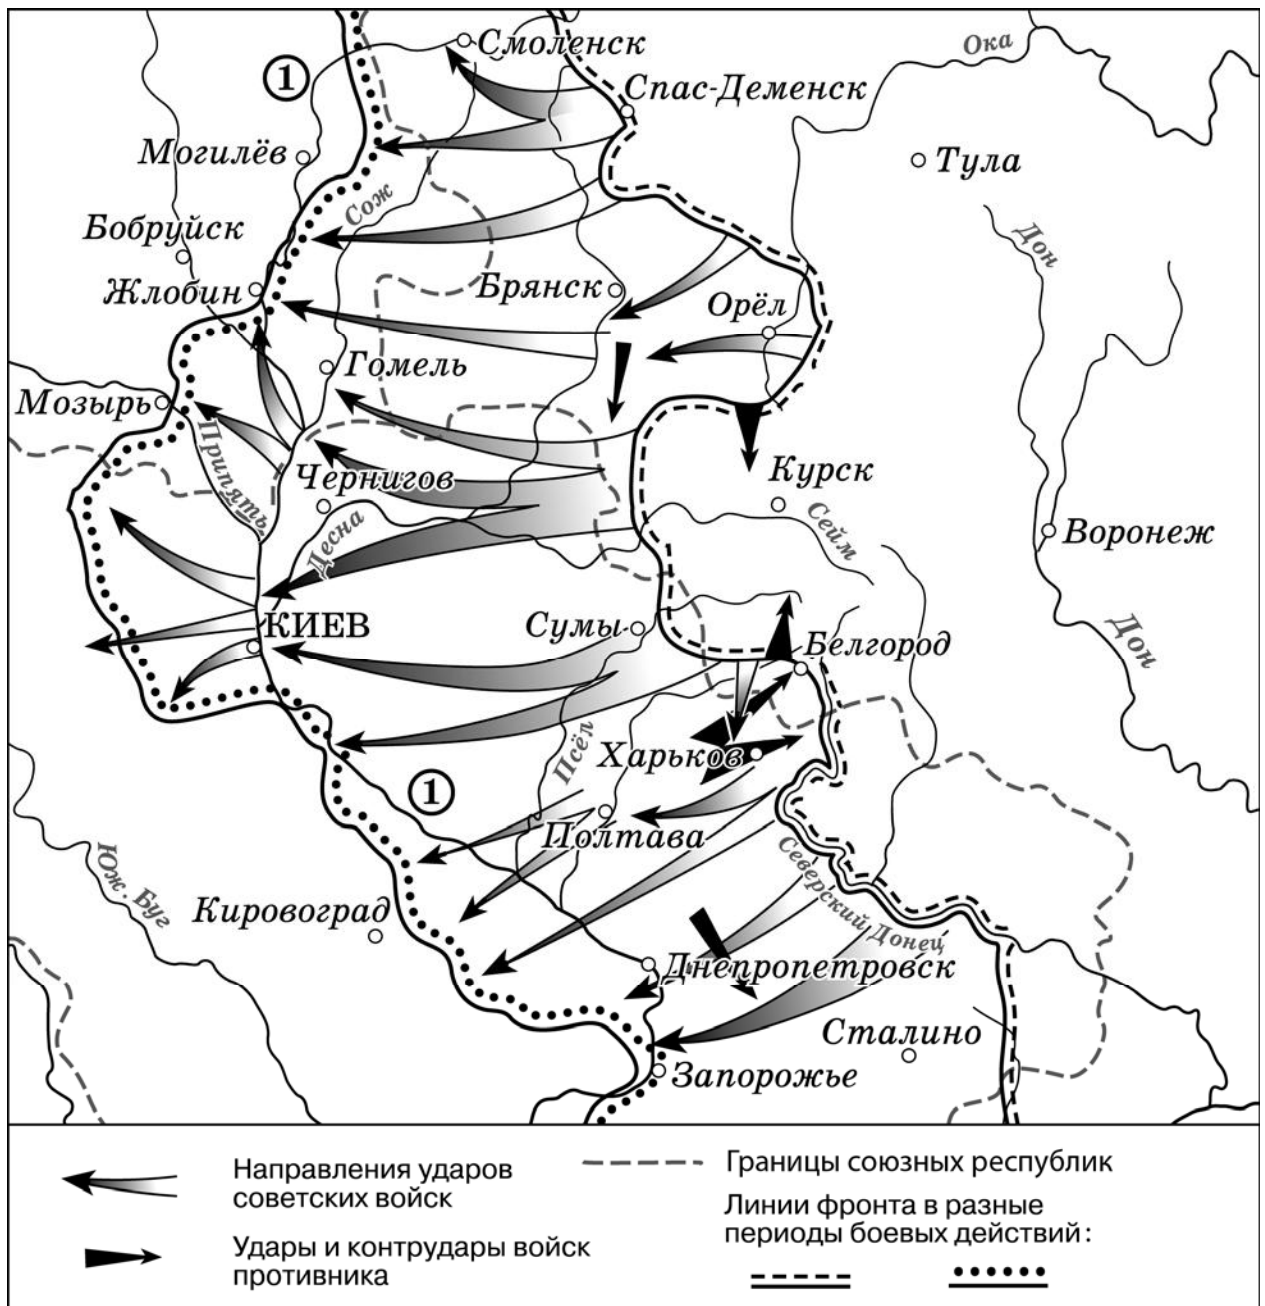 Смоленск
Ока
1
Спас-Деменск
Могилёв
Тула
Сож
Бобруйск
Дон
Жлобин
Брянск
Орёл
Гомель
Мозырь
Припять
Чернигов
Курск
Десна
Сейм
Воронеж
КИЕВ
Сумы
Белгород
Дон
Псёл
Харьков
1
Полтава
Северский Донец
Юж. Буг
Кировоград
Днепропетровск
Сталино
Запорожье
Направления ударов
советских войск
Удары и контрудары войск
противника
Границы союзных республик
Линии фронта в разные
периоды боевых действий: